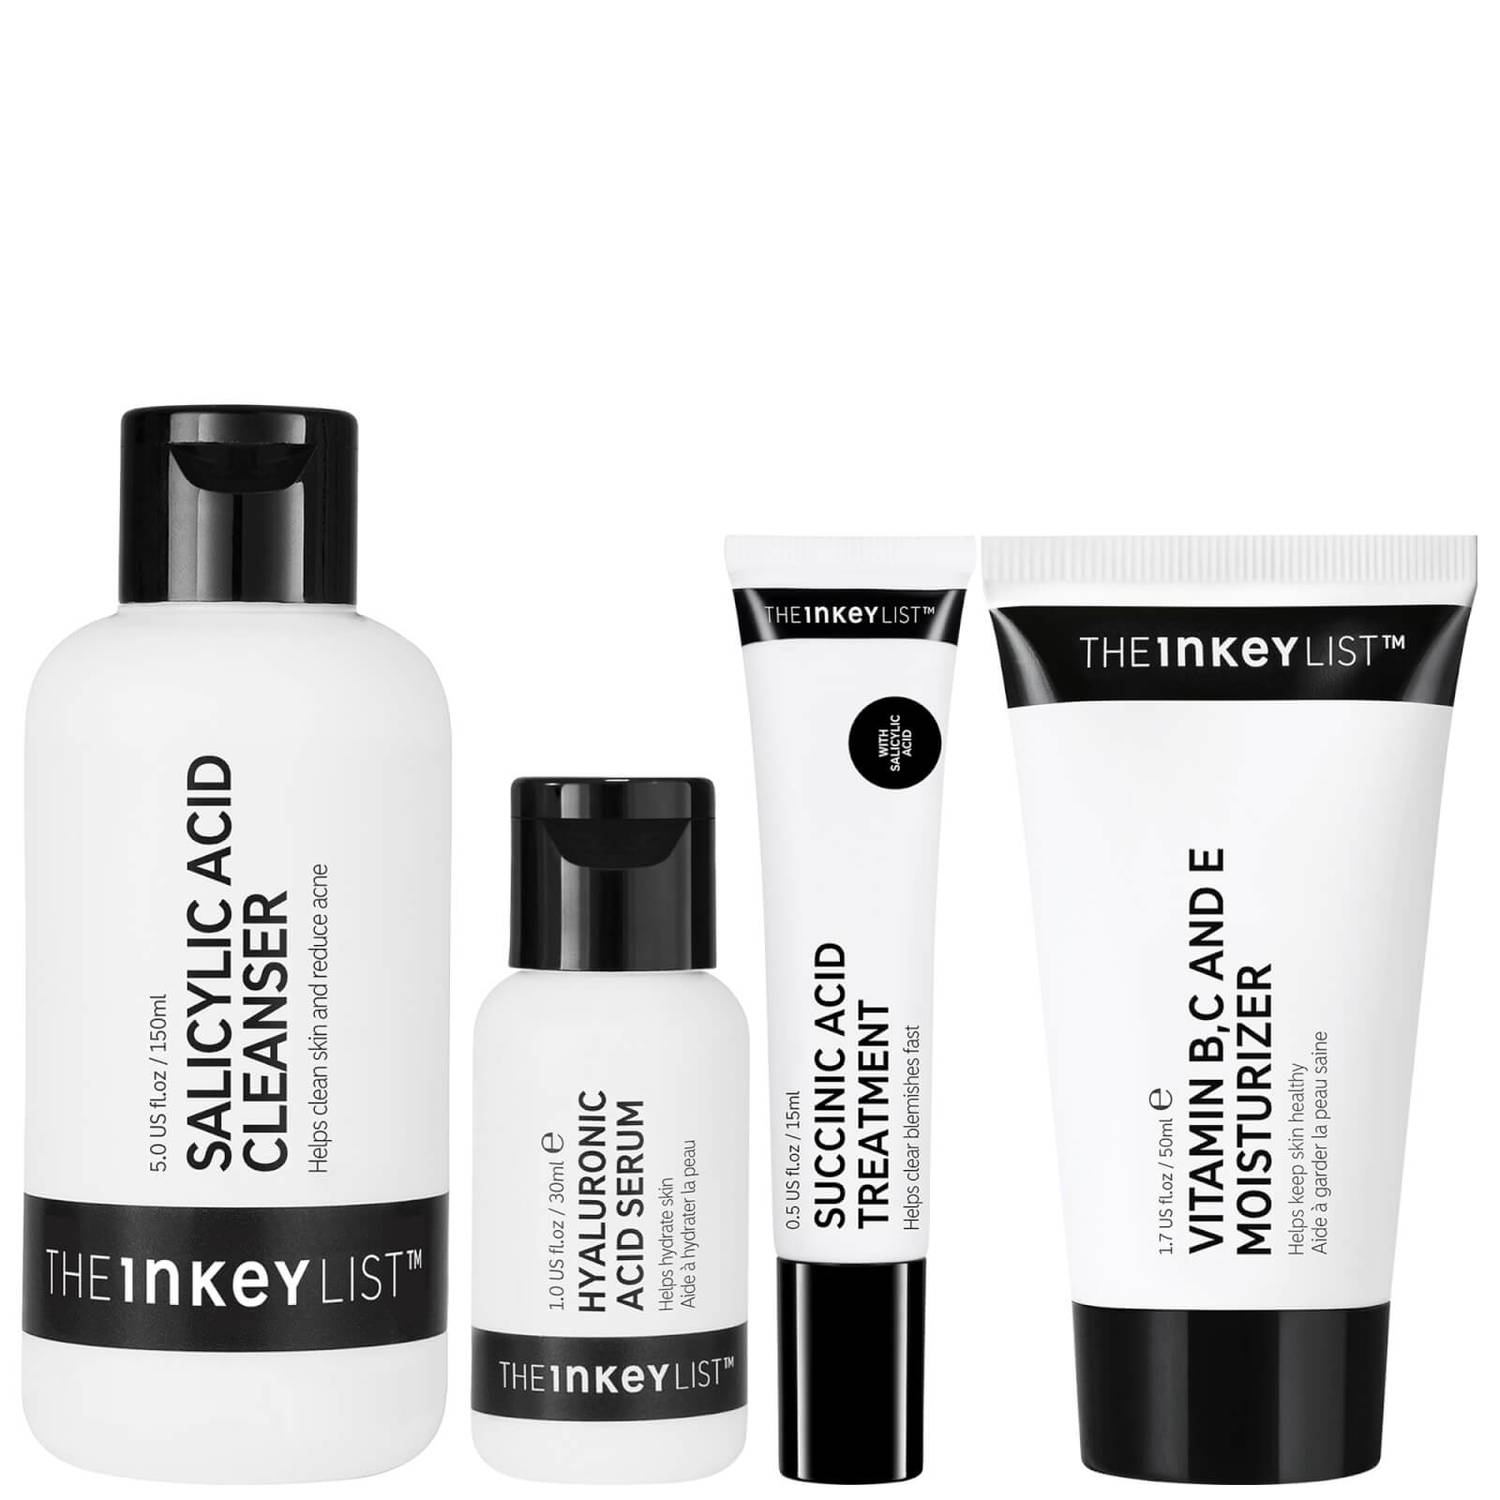 5.0 US fl.oz / 150ml
SALICYLIC ACID
CLEANSER
Helps clean skin and reduce acne
THE INKEY LIST™
1.0 US fl.oz / 30ml ℮
HYALURONIC
ACID SERUM
Helps hydrate skin
Aide à hydrater la peau
THE INKEY LIST™
THE INKEY LIST™
WITH
SALICYLIC
ACID
0.5 US fl.oz / 15ml
SUCCINIC ACID
TREATMENT
Helps clear blemishes fast
THE INKEY LIST™
1.7 US fl.oz / 50ml ℮
VITAMIN B, C AND E
MOISTURIZER
Helps keep skin healthy
Aide à garder la peau saine